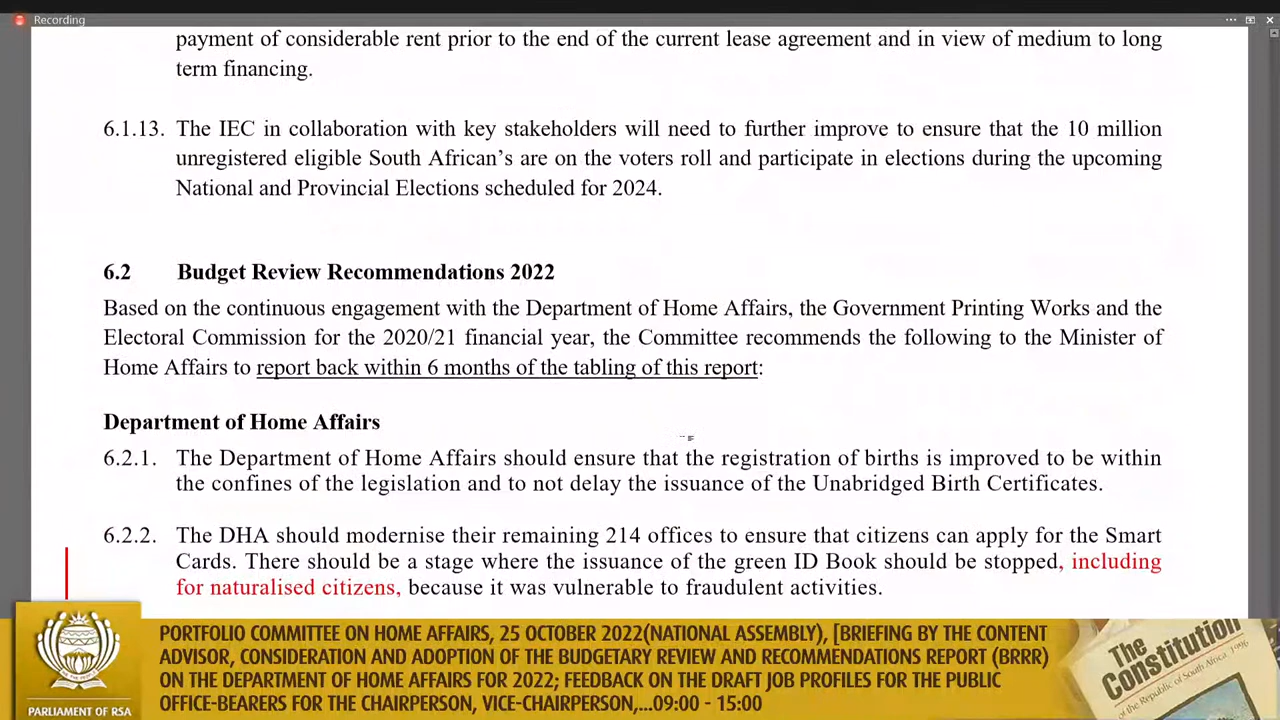 Recording
payment of considerable rent prior to the end of the current lease agreement and in view of medium to long
term financing.
6.1.13. The IEC in collaboration with key stakeholders will need to further improve to ensure that the 10 million
unregistered eligible South African's are on the voters roll and participate in elections during the upcoming
National and Provincial Elections scheduled for 2024.
6.2 Budget Review Recommendations 2022
Based on the continuous engagement with the Department of Home Affairs, the Government Printing Works and the
Electoral Commission for the 2020/21 financial year, the Committee recommends the following to the Minister of
Home Affairs to report back within 6 months of the tabling of this report:
Department of Home Affairs
6.2.1. The Department of Home Affairs should ensure that the registration of births is improved to be within
the confines of the legislation and to not delay the issuance of the Unabridged Birth Certificates.
6.2.2. The DHA should modernise their remaining 214 offices to ensure that citizens can apply for the Smart
Cards. There should be a stage where the issuance of the green ID Book should be stopped, including
for naturalised citizens, because it was vulnerable to fraudulent activities.
PORTFOLIO COMMITTEE ON HOME AFFAIRS, 25 OCTOBER 2022(NATIONAL ASSEMBLY), [BRIEFING BY THE CONTENT
ADVISOR, CONSIDERATION AND ADOPTION OF THE BUDGETARY REVIEW AND RECOMMENDATIONS REPORT (BRRR)
ON THE DEPARTMENT OF HOME AFFAIRS FOR 2022; FEEDBACK ON THE DRAFT JOB PROFILES FOR THE PUBLIC
OFFICE-BEARERS FOR THE CHAIRPERSON, VICE-CHAIRPERSON,...09:00 - 15:00
PARLIAMENT OF RSA
The
Constitution
of the Republic of South Africa, 1996